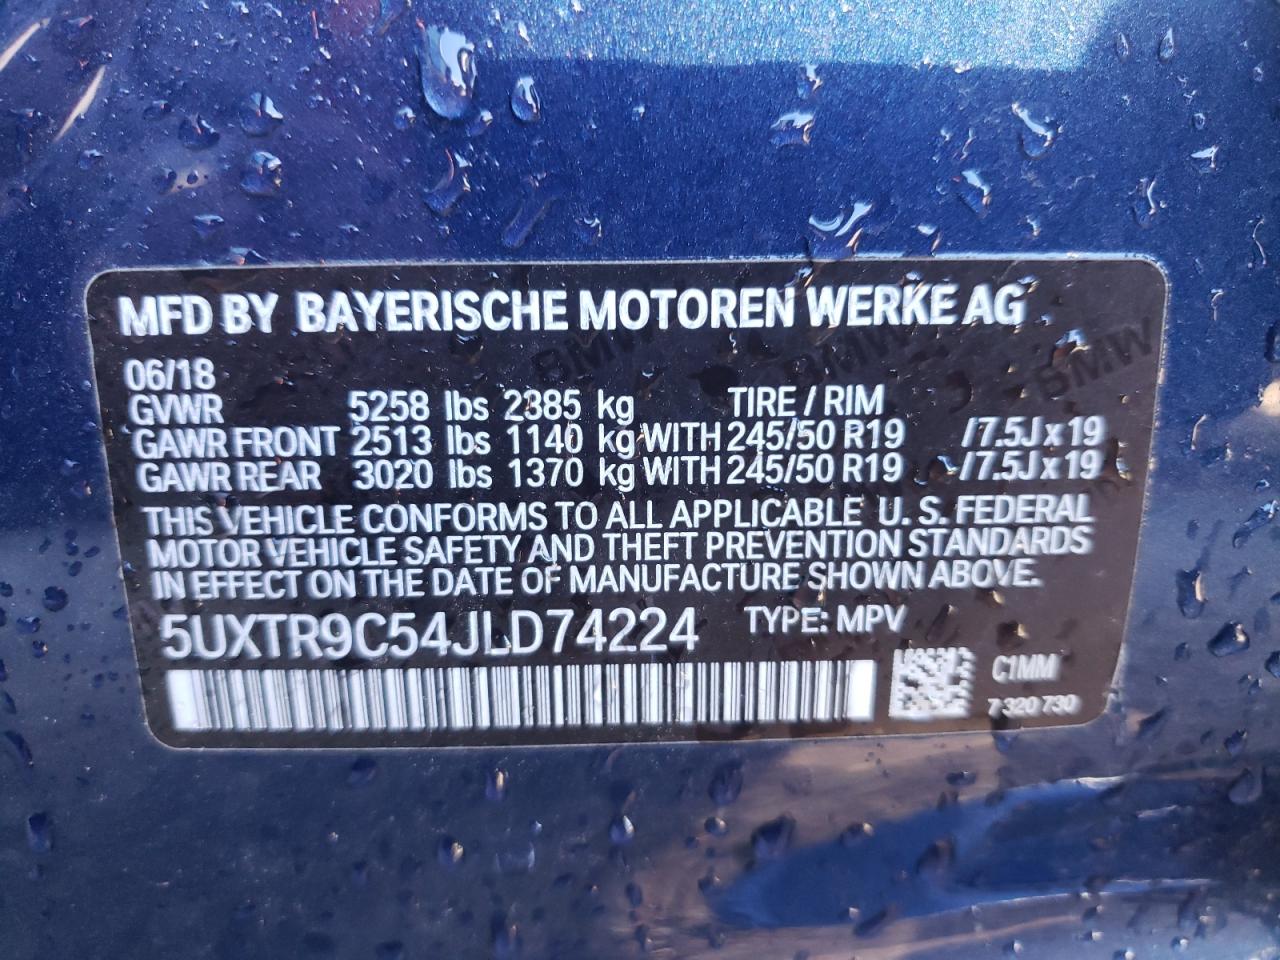 MFD BY BAYERISCHE MOTOREN WERKE AG
06/18
GVWR 5258 lbs 2385 kg TIRE / RIM
GAWR FRONT 2513 lbs 1140 kg WITH 245/50 R19 /7.5J x 19
GAWR REAR 3020 lbs 1370 kg WITH 245/50 R19 /7.5J x 19
THIS VEHICLE CONFORMS TO ALL APPLICABLE U. S. FEDERAL
MOTOR VEHICLE SAFETY AND THEFT PREVENTION STANDARDS
IN EFFECT ON THE DATE OF MANUFACTURE SHOWN ABOVE.
5UXTR9C54JLD74224 TYPE: MPV
C1MM
7 320 730
BMW
BMW
BMW